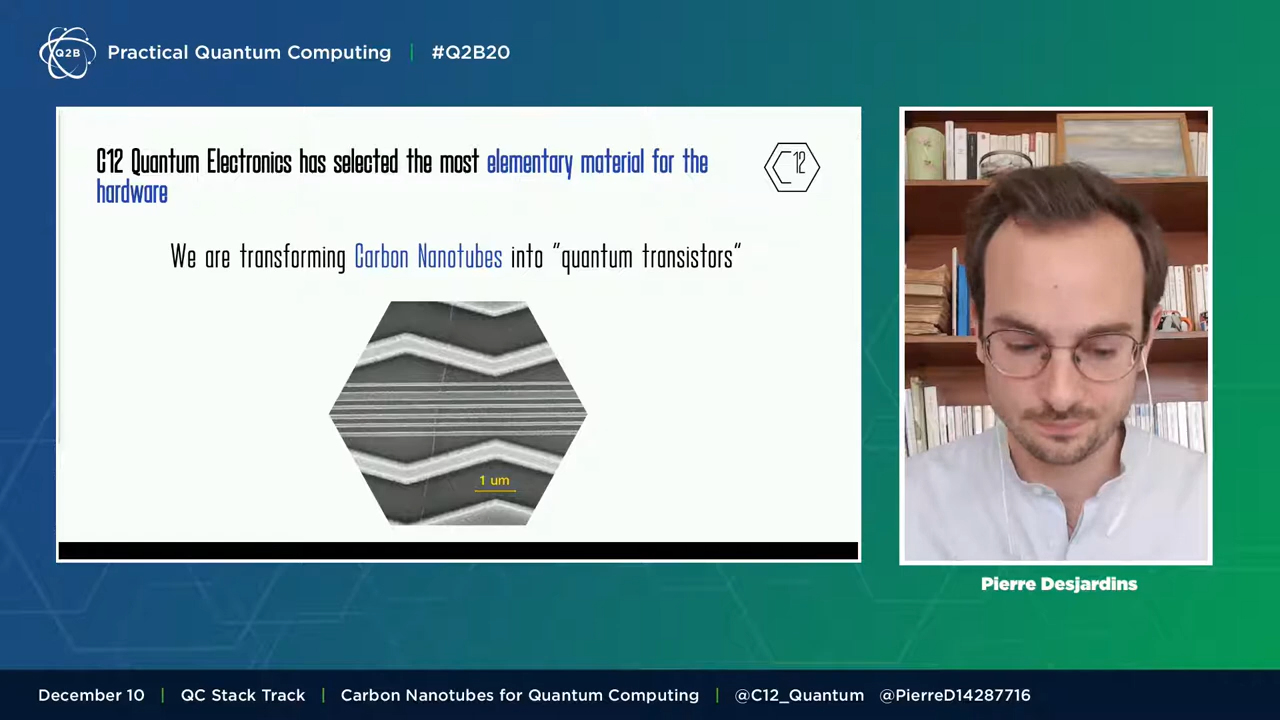 Q2B
Practical Quantum Computing | #Q2B20
C12 Quantum Electronics has selected the most elementary material for the
hardware
C12
We are transforming Carbon Nanotubes into "quantum transistors"
1 um
Pierre Desjardins
December 10 | QC Stack Track | Carbon Nanotubes for Quantum Computing | @C12_Quantum @PierreD14287716